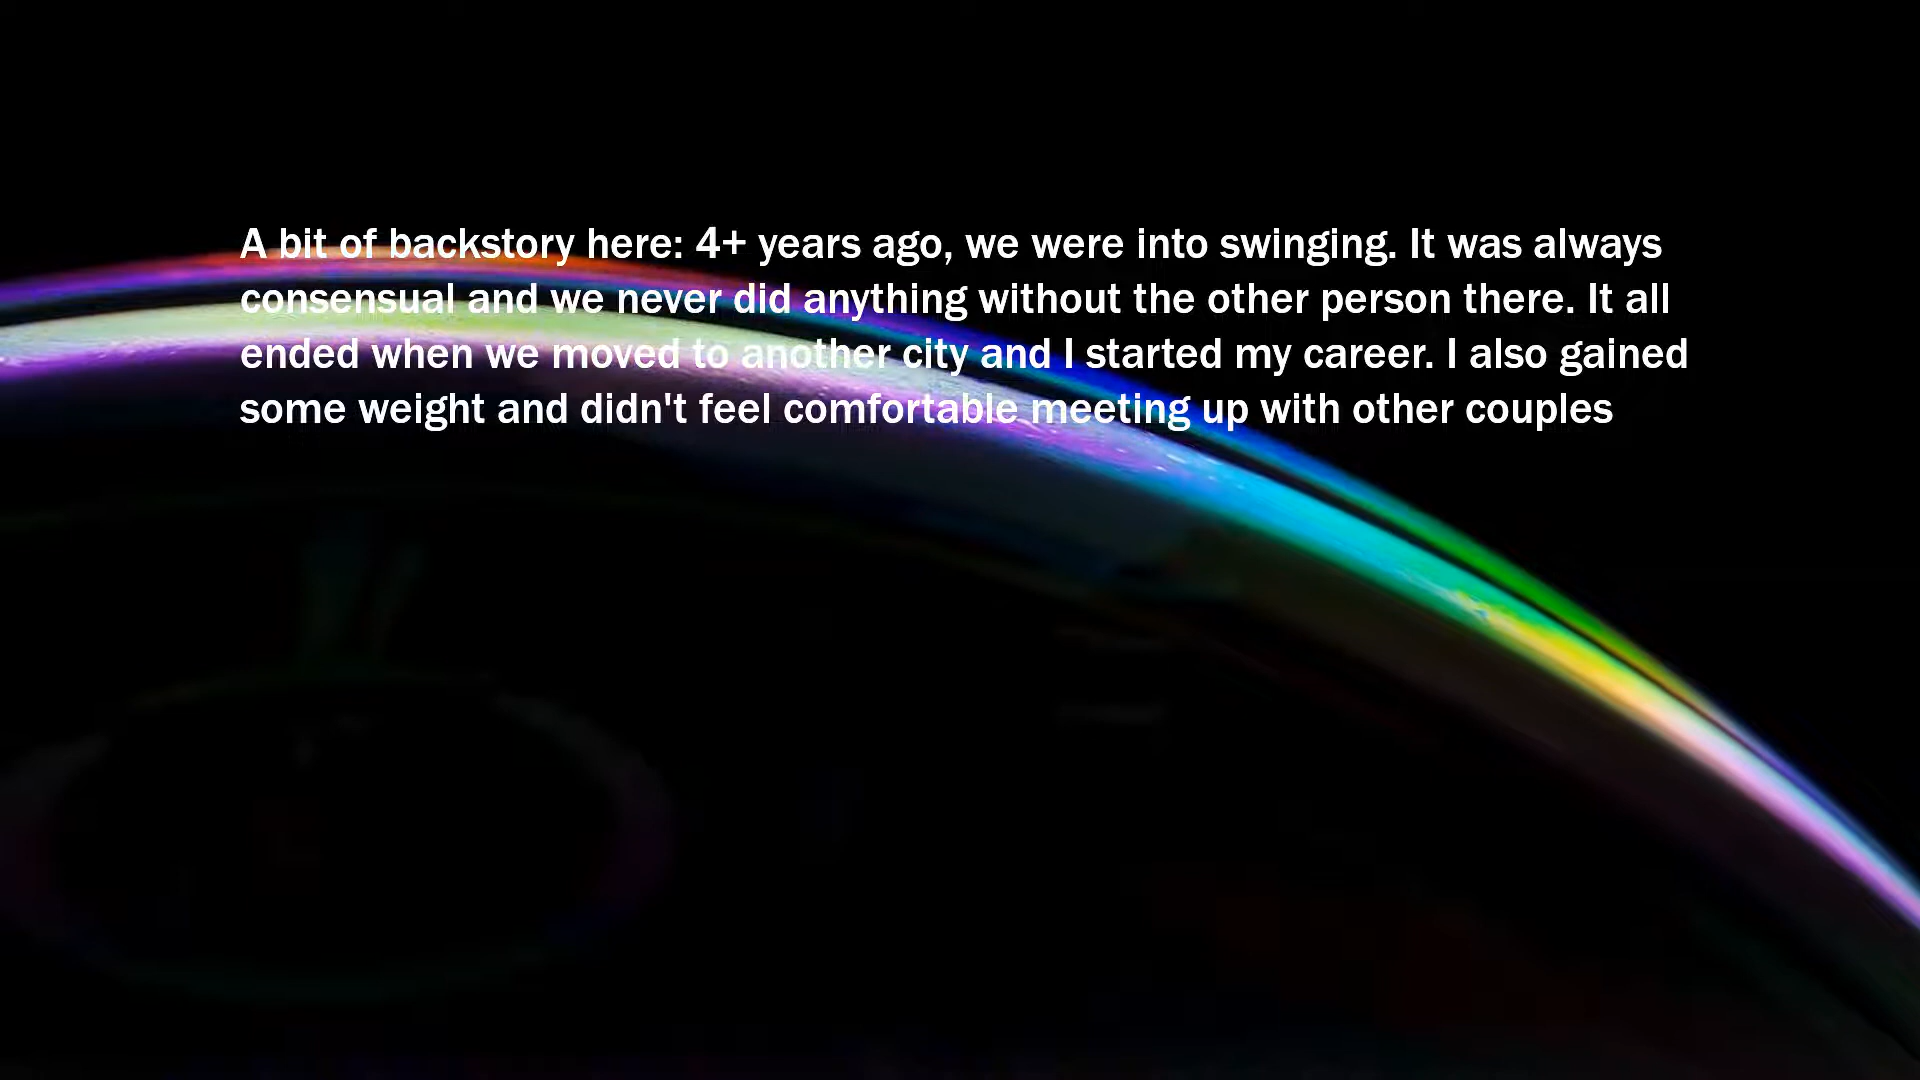 A bit of backstory here: 4+ years ago, we were into swinging. It was always
consensual and we never did anything without the other person there. It all
ended when we moved to another city and I started my career. I also gained
some weight and didn't feel comfortable meeting up with other couples